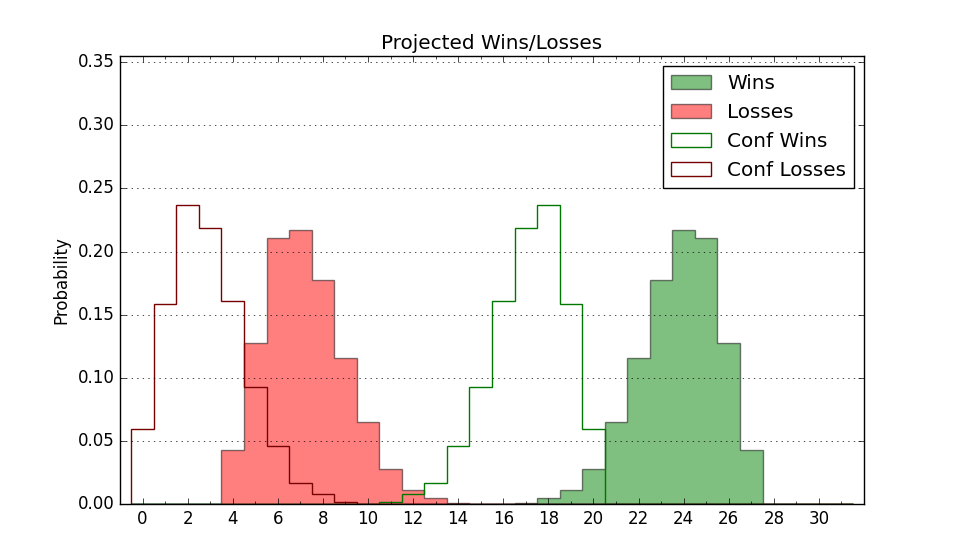 Projected Wins/Losses
0.35
0.30
0.25
0.20
0.15
0.10
0.05
0.00
Probability
Wins
Losses
Conf Wins
Conf Losses
0 2 4 6 8 10 12 14 16 18 20 22 24 26 28 30